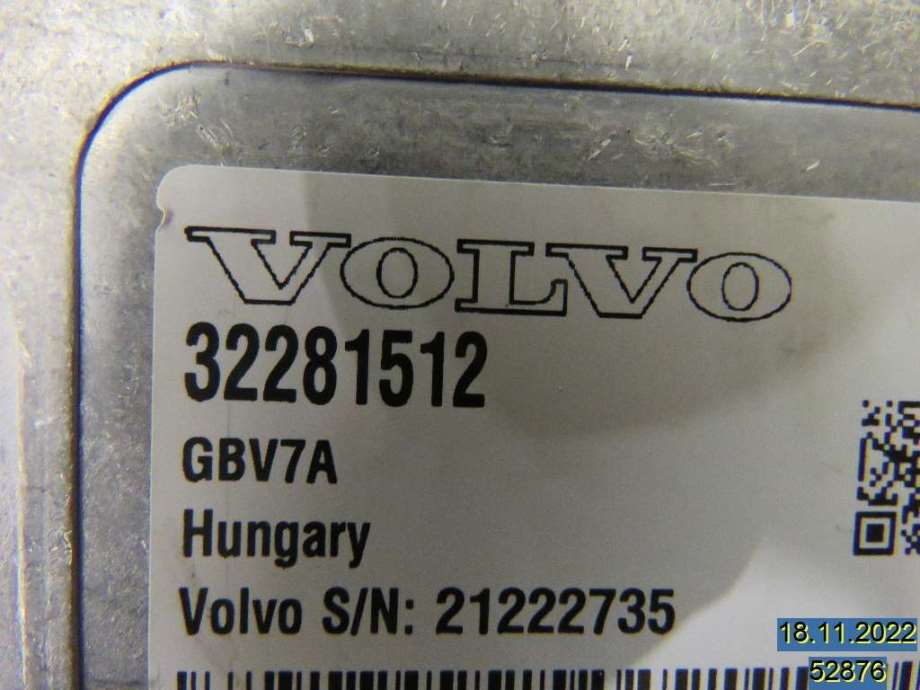 VOLVO
32281512
GBV7A
Hungary
Volvo S/N: 21222735
18.11.2022
52876